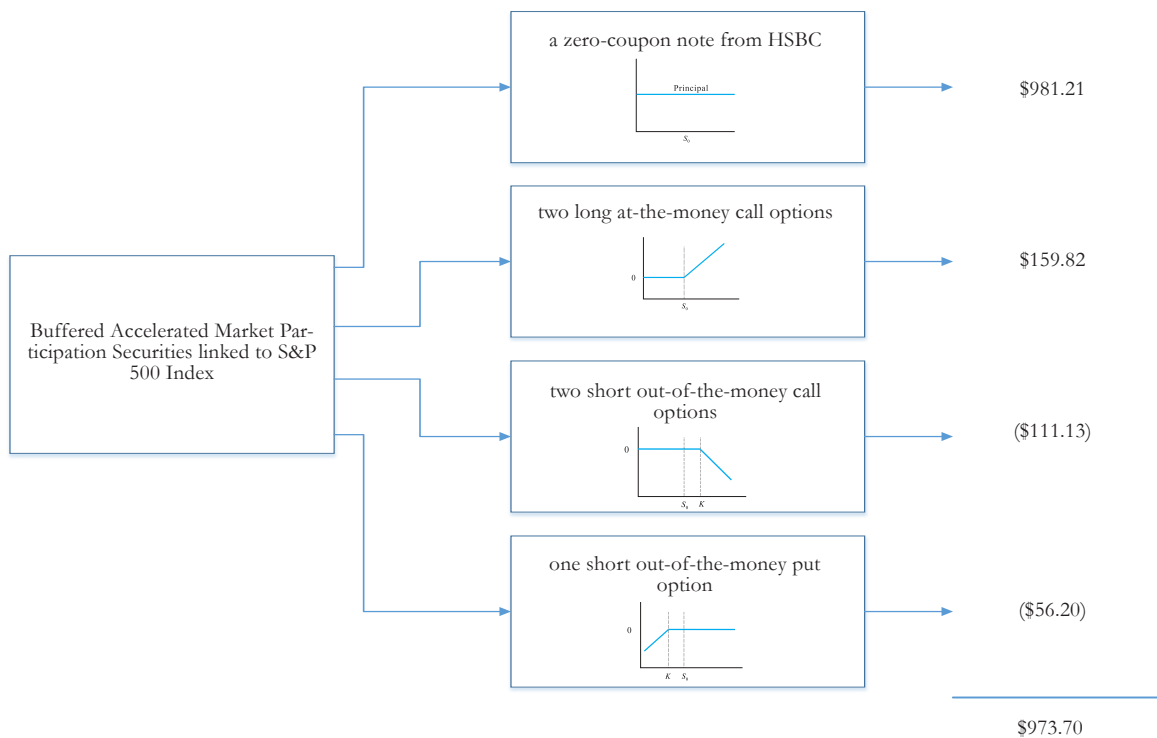 Buffered Accelerated Market Par-
ticipation Securities linked to S&P
500 Index
a zero-coupon note from HSBC
Principal
S₀
$981.21
two long at-the-money call options
0
S₀
$159.82
two short out-of-the-money call
options
0
S₀ K
($111.13)
one short out-of-the-money put
option
0
K S₀
($56.20)
$973.70